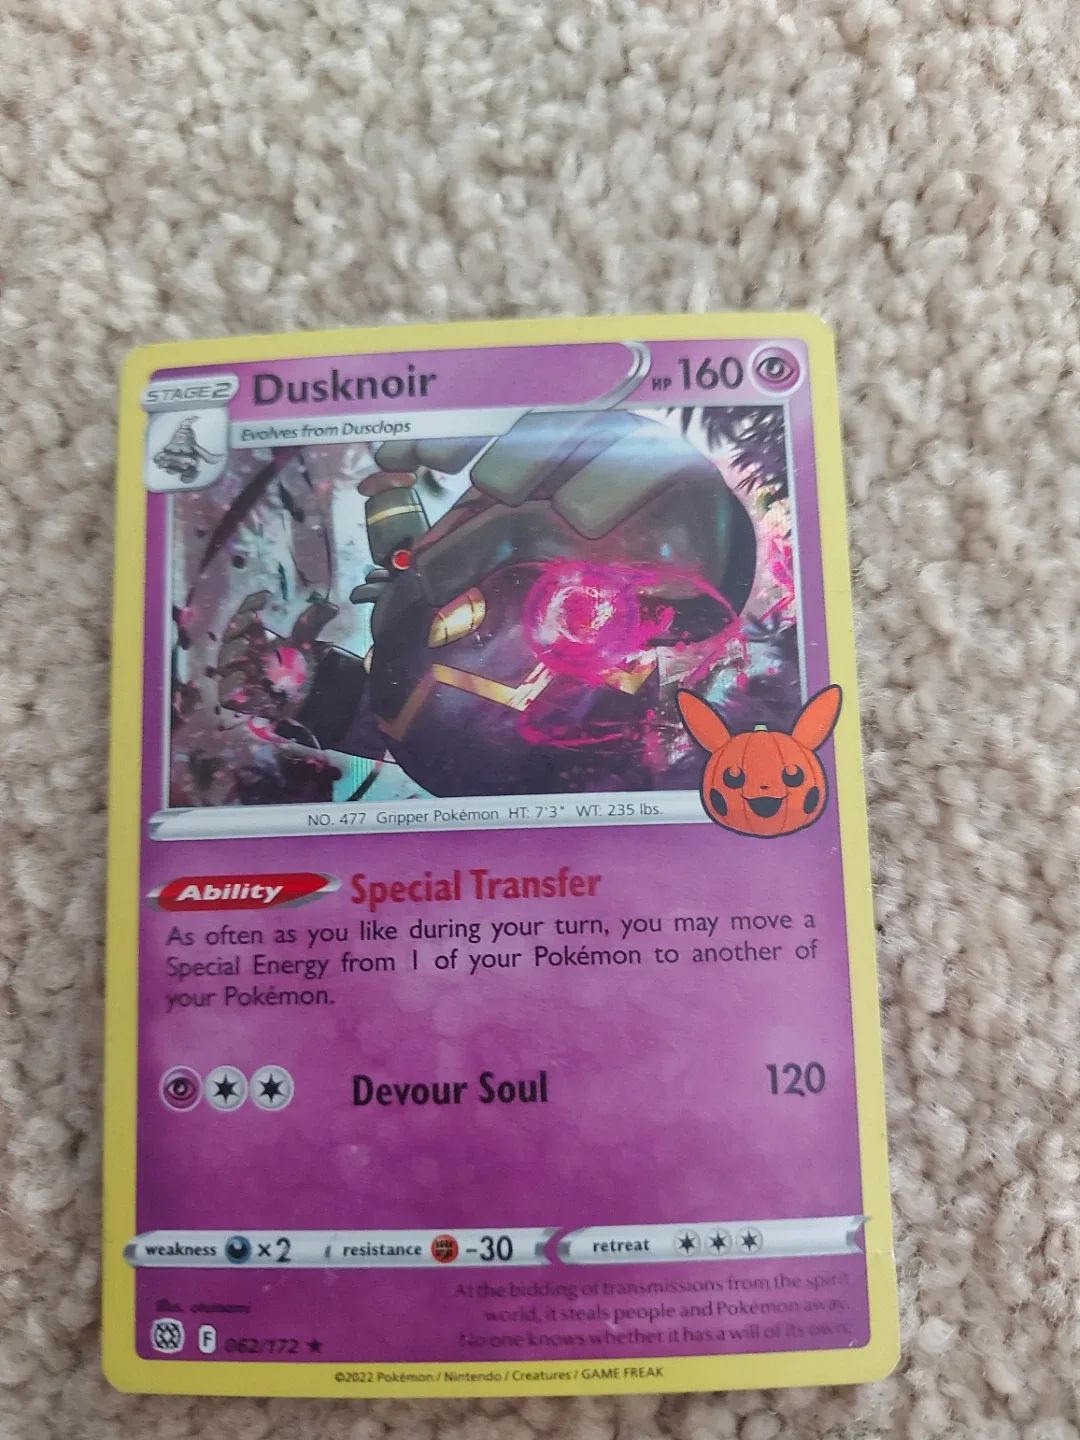 STAGE2
Dusknoir
HP 160
Evolves from Dusclops
NO. 477 Gripper Pokémon HT: 7'3" WT: 235 lbs.
Ability Special Transfer
As often as you like during your turn, you may move a
Special Energy from 1 of your Pokémon to another of
your Pokémon.
Devour Soul 120
weakness ×2 resistance -30 retreat
At the bidding of transmissions from the spirit
world, it steals people and Pokémon away.
No one knows whether it has a will of its own.
Illus. otumami
F 062/172 ★
©2022 Pokémon / Nintendo / Creatures / GAME FREAK